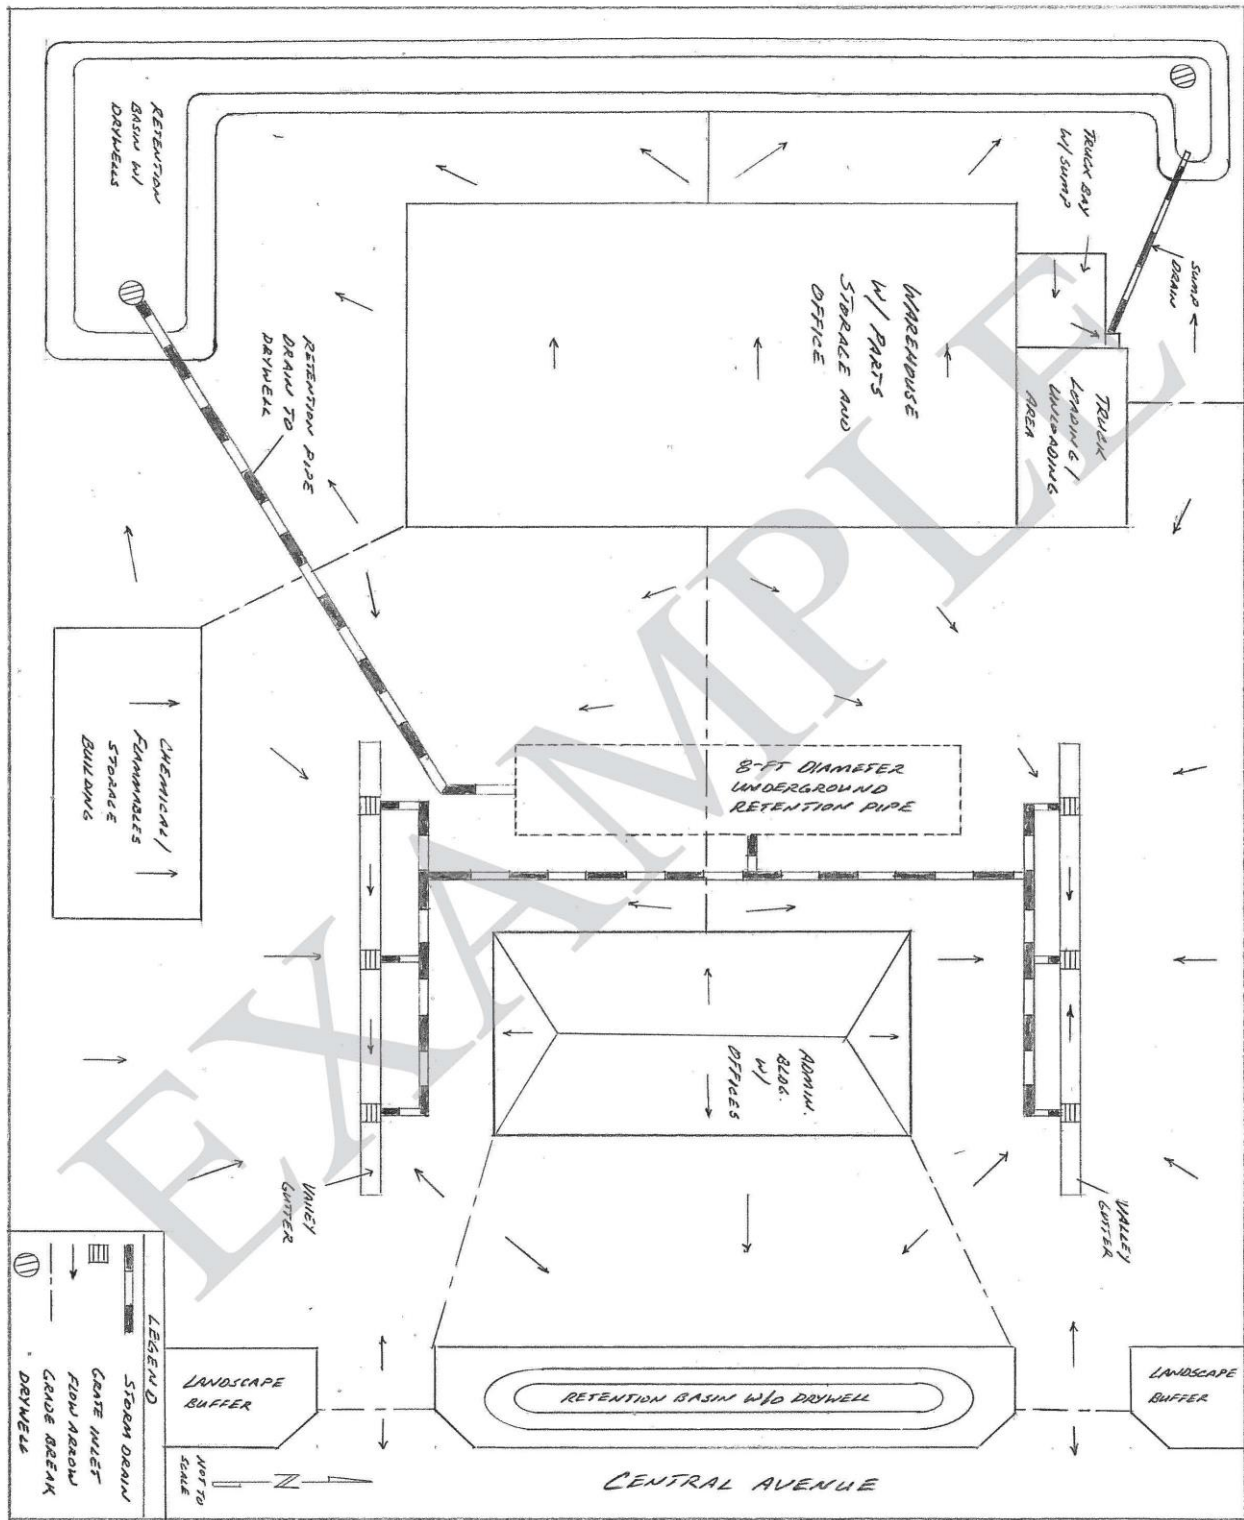 RETENTION
BASIN W/
DRYWELLS
TRUCK BAY
W/ SUMP
SUMP
DRAIN
WAREHOUSE
W/ PARTS
STORAGE AND
OFFICE
TRUCK
LOADING /
UNLOADING
AREA
RETENTION PIPE
DRAIN TO
DRYWELL
CHEMICAL /
FLAMMABLES
STORAGE
BUILDING
8-FT DIAMETER
UNDERGROUND
RETENTION PIPE
ADMIN.
BLDG.
W/
OFFICES
VALLEY
GUTTER
VALLEY
GUTTER
LANDSCAPE
BUFFER
RETENTION BASIN W/O DRYWELL
LANDSCAPE
BUFFER
CENTRAL AVENUE
N
NOT TO
SCALE
LEGEND
STORM DRAIN
GRATE INLET
FLOW ARROW
GRADE BREAK
DRYWELL
EXAMPLE